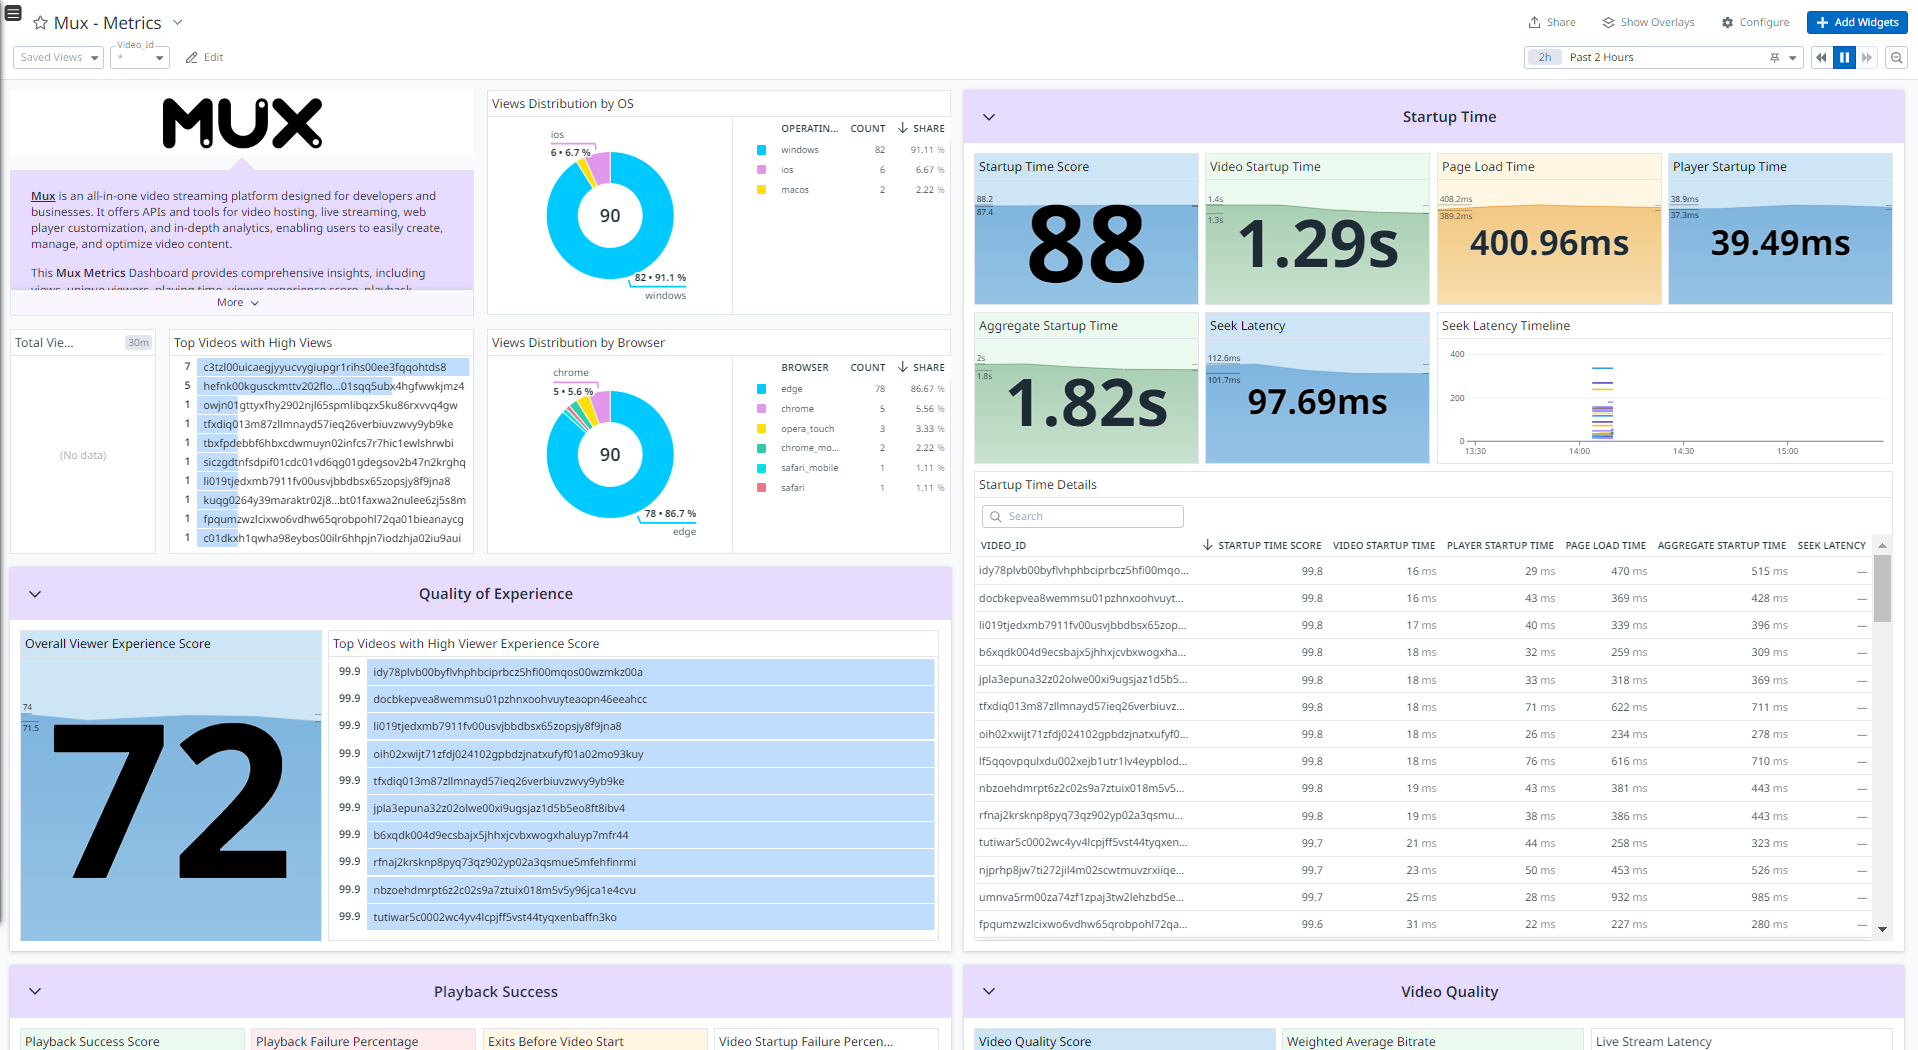 Mux - Metrics
Share
Show Overlays
Configure
Add Widgets
Saved Views
Video_Id
*
Edit
2h
Past 2 Hours
MUX
Mux is an all-in-one video streaming platform designed for developers and
businesses. It offers APIs and tools for video hosting, live streaming, web
player customization, and in-depth analytics, enabling users to easily create,
manage, and optimize video content.
This Mux Metrics Dashboard provides comprehensive insights, including
views, unique viewers, playing time, viewer experience score, playback
More
Views Distribution by OS
ios
6 • 6.7 %
90
82 • 91.1 %
windows
OPERATIN... COUNT SHARE
windows 82 91.11 %
ios 6 6.67 %
macos 2 2.22 %
Total Vie...
30m
(No data)
Top Videos with High Views
7 c3tzl00uicaegjyyucvygiupgr1rihs00ee3fqqohtds8
5 hefnk00kgusckmttv202flo...01sqq5ubx4hgfwwkjmz4
1 owjn01gttyxfhy2902njl65spmlibqzx5ku86rxvvq4gw
1 tfxdiq013m87zllmnayd57ieq26verbiuvzwvy9yb9ke
1 tbxfpdebbf6hbxcdwmuyn02infcs7r7hic1ewlshrwbi
1 siczgdtnfsdpif01cdc01vd6qg01gdegsov2b47n2krghq
1 li019tjedxmb7911fv00usvjbbdbsx65zopsjy8f9jna8
1 kuqg0264y39maraktr02j8...bt01faxwa2nulee6zj5s8m
1 fpqumzwzlcixwo6vdhw65qrobpohl72qa01bieanaycg
1 c01dkxh1qwha98eybos00ilr6hhpjn7iodzhja02iu9aui
Views Distribution by Browser
chrome
5 • 5.6 %
90
78 • 86.7 %
edge
BROWSER COUNT SHARE
edge 78 86.67 %
chrome 5 5.56 %
opera_touch 3 3.33 %
chrome_mo... 2 2.22 %
safari_mobile 1 1.11 %
safari 1 1.11 %
Quality of Experience
Overall Viewer Experience Score
74
71.5
72
Top Videos with High Viewer Experience Score
99.9 idy78plvb00byflvhphbciprbcz5hfi00mqos00wzmkz00a
99.9 docbkepvea8wemmsu01pzhnxoohvuyteaopn46eeahcc
99.9 li019tjedxmb7911fv00usvjbbdbsx65zopsjy8f9jna8
99.9 oih02xwijt71zfdj024102gpbdzjnatxufyf01a02mo93kuy
99.9 tfxdiq013m87zllmnayd57ieq26verbiuvzwvy9yb9ke
99.9 jpla3epuna32z02olwe00xi9ugsjaz1d5b5eo8ft8ibv4
99.9 b6xqdk004d9ecsbajx5jhhxjcvbxwogxhaluyp7mfr44
99.9 rfnaj2krsknp8pyq73qz902yp02a3qsmue5mfehfinrmi
99.9 nbzoehdmrpt6z2c02s9a7ztuix018m5v5y96jca1e4cvu
99.9 tutiwar5c0002wc4yv4lcpjff5vst44tyqxenbaffn3ko
Startup Time
Startup Time Score
88.2
87.4
88
Video Startup Time
1.4s
1.3s
1.29s
Page Load Time
408.2ms
389.2ms
400.96ms
Player Startup Time
38.9ms
37.3ms
39.49ms
Aggregate Startup Time
2s
1.8s
1.82s
Seek Latency
112.6ms
101.7ms
97.69ms
Seek Latency Timeline
400
200
0
13:30 14:00 14:30 15:00
Startup Time Details
Search
VIDEO_ID STARTUP TIME SCORE VIDEO STARTUP TIME PLAYER STARTUP TIME PAGE LOAD TIME AGGREGATE STARTUP TIME SEEK LATENCY
idy78plvb00byflvhphbciprbcz5hfi00mqo... 99.8 16 ms 29 ms 470 ms 515 ms —
docbkepvea8wemmsu01pzhnxoohvuyt... 99.8 16 ms 43 ms 369 ms 428 ms —
li019tjedxmb7911fv00usvjbbdbsx65zop... 99.8 17 ms 40 ms 339 ms 396 ms —
b6xqdk004d9ecsbajx5jhhxjcvbxwogxha... 99.8 18 ms 32 ms 259 ms 309 ms —
jpla3epuna32z02olwe00xi9ugsjaz1d5b5... 99.8 18 ms 33 ms 318 ms 369 ms —
tfxdiq013m87zllmnayd57ieq26verbiuvz... 99.8 18 ms 71 ms 622 ms 711 ms —
oih02xwijt71zfdj024102gpbdzjnatxufyf0... 99.8 18 ms 26 ms 234 ms 278 ms —
lf5qqovpqulxdu002xejb1utr1lv4eypblod... 99.8 18 ms 76 ms 616 ms 710 ms —
nbzoehdmrpt6z2c02s9a7ztuix018m5v5... 99.8 19 ms 43 ms 381 ms 443 ms —
rfnaj2krsknp8pyq73qz902yp02a3qsmu... 99.8 19 ms 38 ms 386 ms 443 ms —
tutiwar5c0002wc4yv4lcpjff5vst44tyqxen... 99.7 21 ms 44 ms 258 ms 323 ms —
njprhp8jw7ti272jil4m02scwtmuvzrxiiqe... 99.7 23 ms 50 ms 453 ms 526 ms —
umnva5rm00za74zf1zpaj3tw2lehzbd5e... 99.7 25 ms 28 ms 932 ms 985 ms —
fpqumzwzlcixwo6vdhw65qrobpohl72qa... 99.6 31 ms 22 ms 227 ms 280 ms —
Playback Success
Playback Success Score
Playback Failure Percentage
Exits Before Video Start
Video Startup Failure Percen...
Video Quality
Video Quality Score
Weighted Average Bitrate
Live Stream Latency